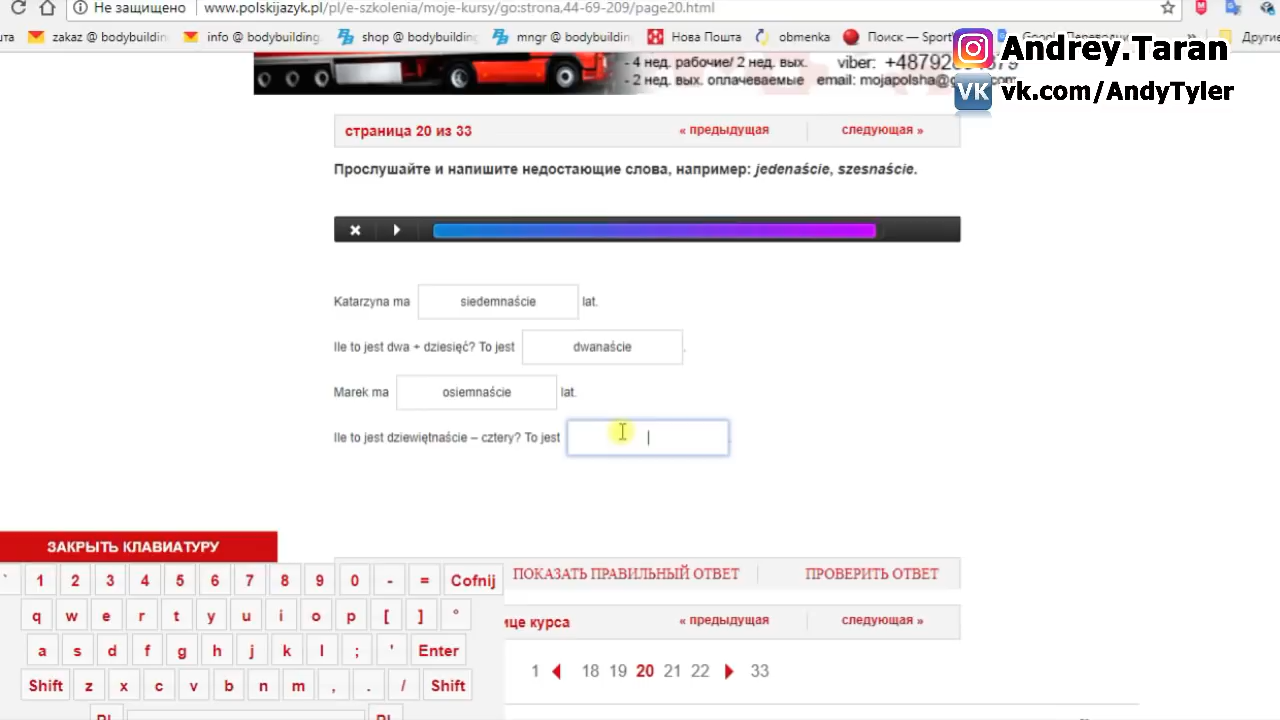 Не защищено www.polskijazyk.pl/pl/e-szkolenia/moje-kursy/go:strona,44-69-209/page20.html
zakaz @ bodybuilding info @ bodybuilding. shop @ bodybuilding mngr @ bodybuilding. Нова Пошта obmenka Поиск — Sport Другие
Andrey.Taran
vk.com/AndyTyler
- 4 нед. рабочие/ 2 нед. вых. viber:
- 2 нед. вых. оплачеваемые email:
страница 20 из 33 « предыдущая следующая »
Прослушайте и напишите недостающие слова, например: jedenaście, szesnaście.
Katarzyna ma siedemnaście lat.
Ile to jest dwa + dziesięć? To jest dwanaście .
Marek ma osiemnaście lat.
Ile to jest dziewiętnaście – cztery? To jest .
ЗАКРЫТЬ КЛАВИАТУРУ
ПОКАЗАТЬ ПРАВИЛЬНЫЙ ОТВЕТ ПРОВЕРИТЬ ОТВЕТ
` 1 2 3 4 5 6 7 8 9 0 - = Cofnij
q w e r t y u i o p [ ] °
ице курса « предыдущая следующая »
a s d f g h j k l ; ' Enter
1 18 19 20 21 22 33
Shift z x c v b n m , . / Shift